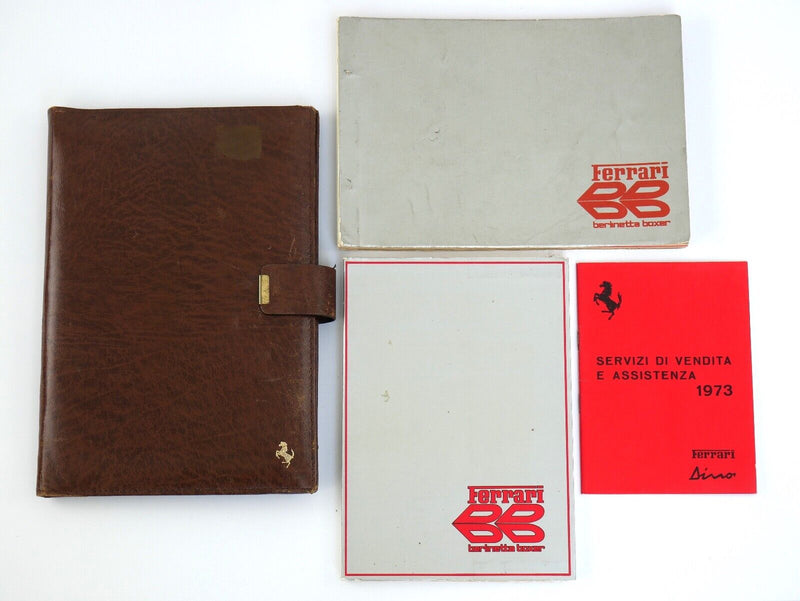 Ferrari
BB
berlinetta boxer
Ferrari
BB
berlinetta boxer
SERVIZI DI VENDITA
E ASSISTENZA
1973
Ferrari
Dino